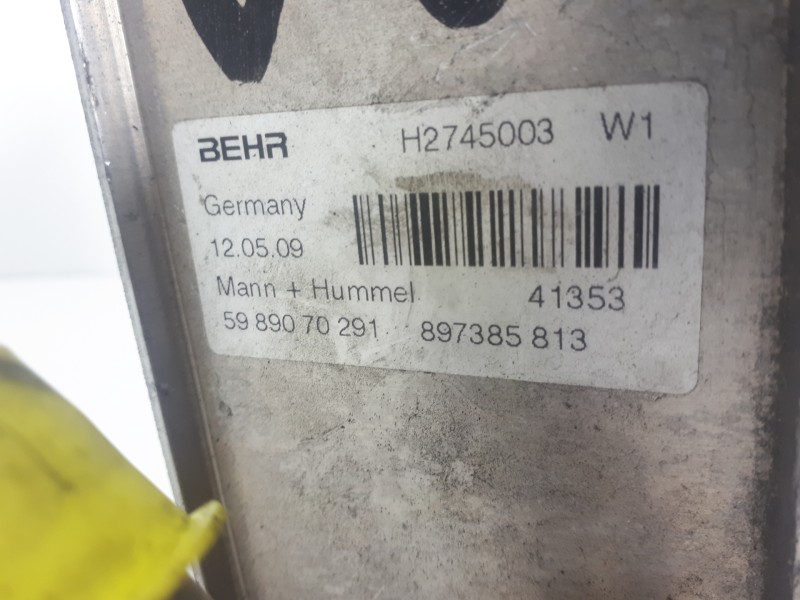 BEHR H2745003 W1
Germany
12.05.09
Mann + Hummel 41353
59 890 70 291 897385 813